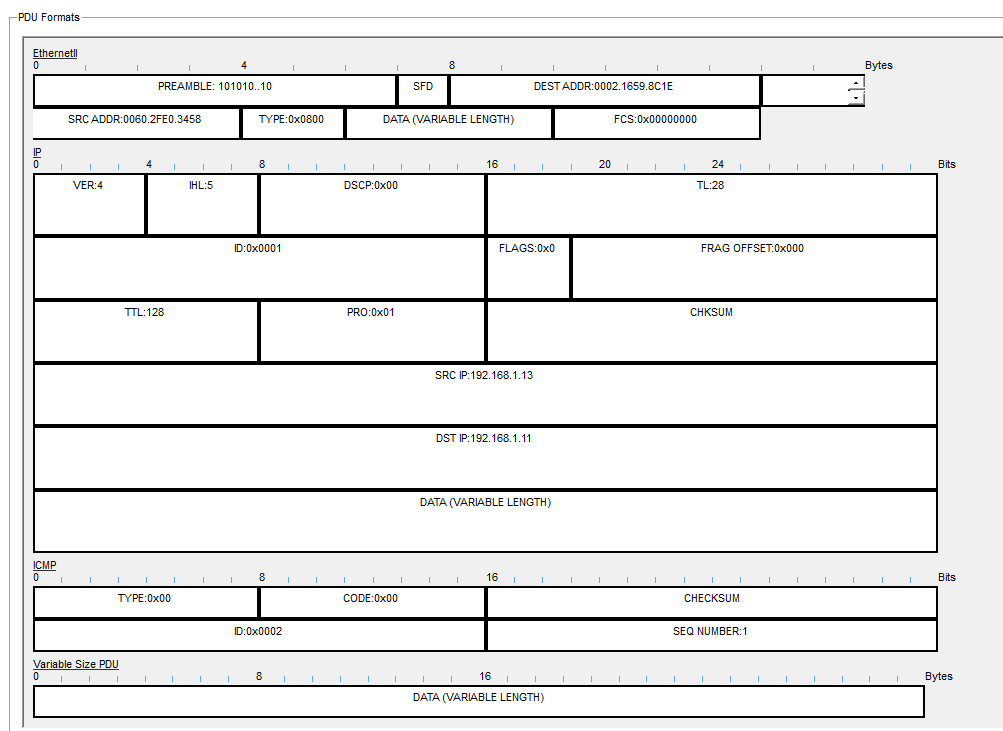 PDU Formats
EthernetII
0 4 8 Bytes
PREAMBLE: 101010..10 SFD DEST ADDR:0002.1659.8C1E
SRC ADDR:0060.2FE0.3458 TYPE:0x0800 DATA (VARIABLE LENGTH) FCS:0x00000000
IP
0 4 8 16 20 24 Bits
VER:4 IHL:5 DSCP:0x00 TL:28
ID:0x0001 FLAGS:0x0 FRAG OFFSET:0x000
TTL:128 PRO:0x01 CHKSUM
SRC IP:192.168.1.13
DST IP:192.168.1.11
DATA (VARIABLE LENGTH)
ICMP
0 8 16 Bits
TYPE:0x00 CODE:0x00 CHECKSUM
ID:0x0002 SEQ NUMBER:1
Variable Size PDU
0 8 16 Bytes
DATA (VARIABLE LENGTH)